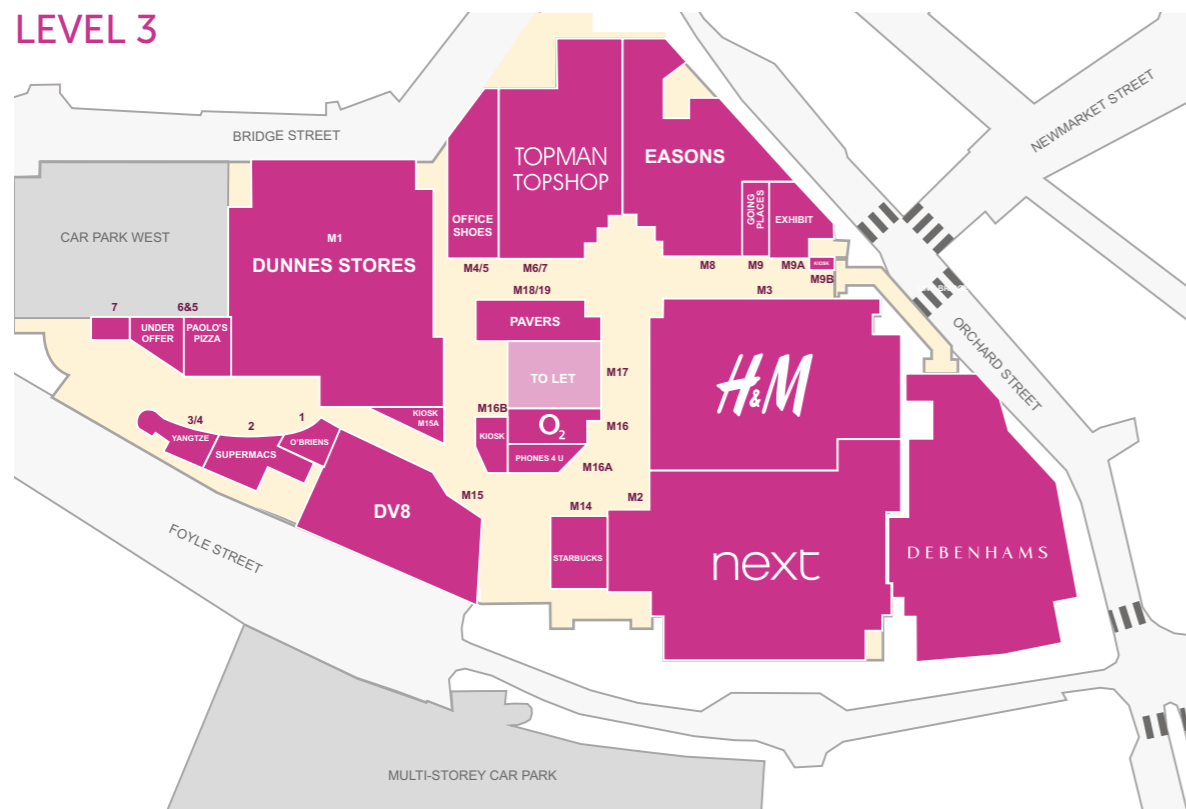 LEVEL 3
NEWMARKET STREET
BRIDGE STREET
TOPMAN
TOPSHOP
EASONS
GOING
PLACES
EXHIBIT
OFFICE
SHOES
CAR PARK WEST
M1
DUNNES STORES
M4/5
M6/7
M8
M9
M9A
KIOSK
M9B
M18/19
M3
PAVERS
7
6&5
UNDER
OFFER
PAOLO'S
PIZZA
ORCHARD STREET
TO LET
M17
H&M
M16B
KIOSK
M15A
O2
M16
KIOSK
PHONES 4 U
M16A
3/4
2
1
YANGTZE
SUPERMACS
O'BRIENS
M15
M14
M2
DV8
FOYLE STREET
STARBUCKS
next
DEBENHAMS
MULTI-STOREY CAR PARK